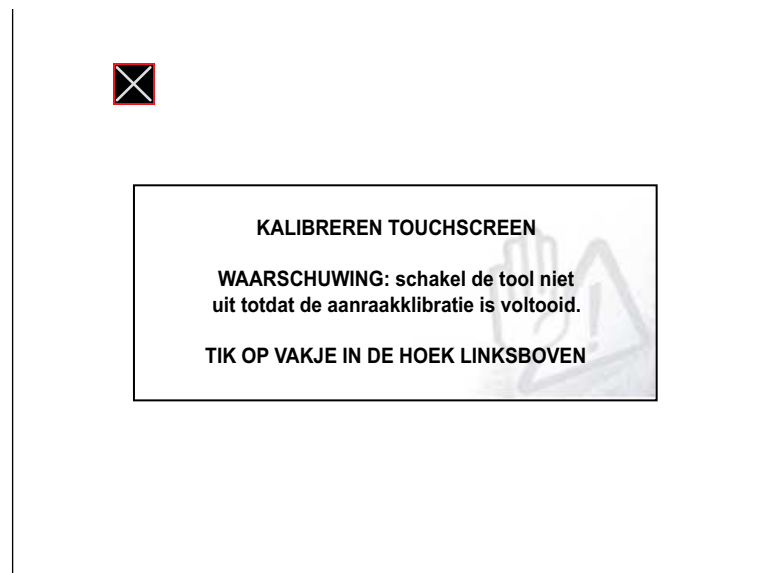 KALIBREREN TOUCHSCREEN
WAARSCHUWING: schakel de tool niet
uit totdat de aanraakklibratie is voltooid.
TIK OP VAKJE IN DE HOEK LINKSBOVEN